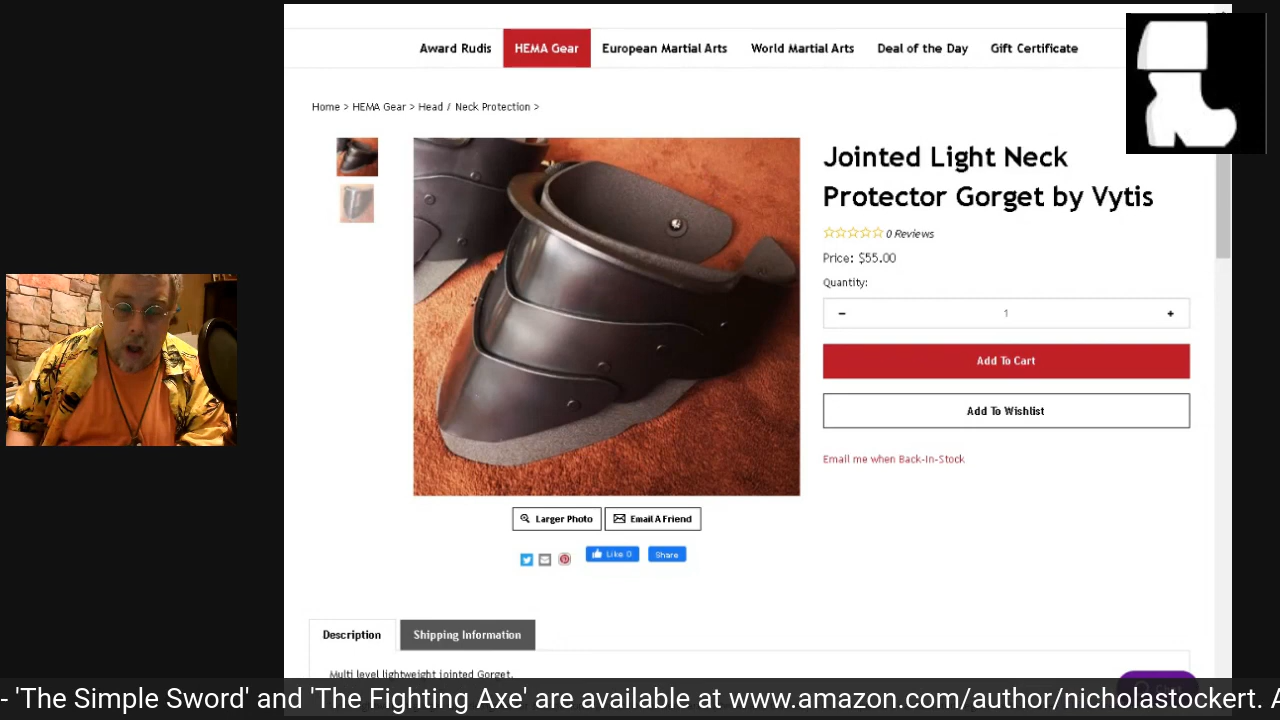 Award Rudis HEMA Gear European Martial Arts World Martial Arts Deal of the Day Gift Certificate
Home > HEMA Gear > Head / Neck Protection >
Jointed Light Neck
Protector Gorget by Vytis
0 Reviews
Price: $55.00
Quantity:
- 1 +
Add To Cart
Add To Wishlist
Email me when Back-In-Stock
Larger Photo Email A Friend
Like 0 Share
Description Shipping Information
Multi level lightweight jointed Gorget.
- 'The Simple Sword' and 'The Fighting Axe' are available at www.amazon.com/author/nicholastockert. A